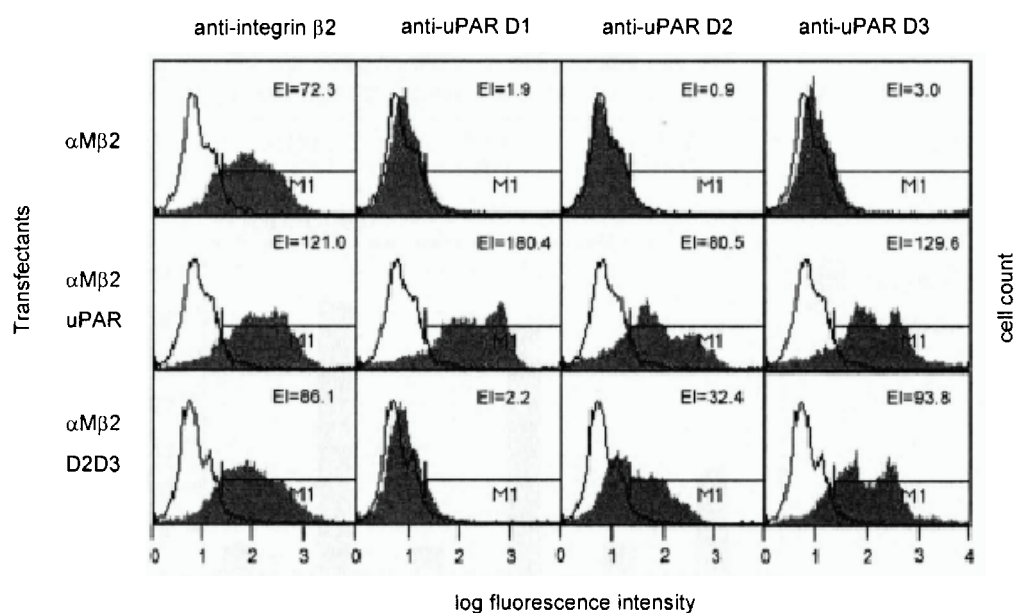 anti-integrin β2 anti-uPAR D1 anti-uPAR D2 anti-uPAR D3
EI=72.3 EI=1.9 EI=0.9 EI=3.0
αMβ2
M1 M1 M1 M1
EI=121.0 EI=180.4 EI=80.5 EI=129.6
αMβ2
uPAR
M1 M1 M1 M1
EI=86.1 EI=2.2 EI=32.4 EI=93.8
αMβ2
D2D3
M1 M1 M1 M1
Transfectants
cell count
0 1 2 3 0 1 2 3 0 1 2 3 0 1 2 3 4
log fluorescence intensity